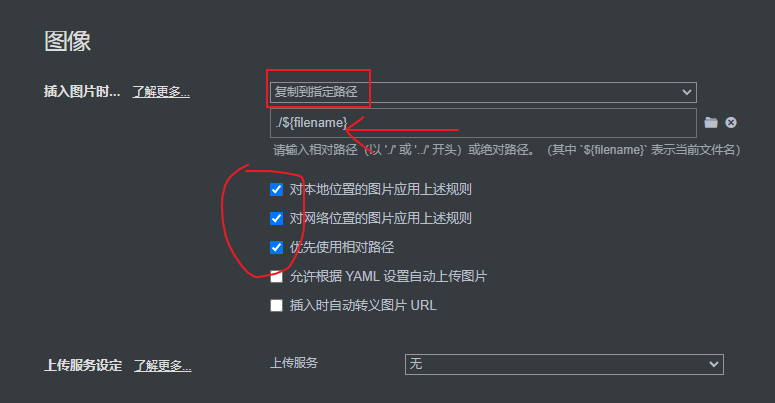 图像
插入图片时... 了解更多... 复制到指定路径
./${filename}
请输入相对路径（以 './' 或 '../' 开头）或绝对路径。（其中 `${filename}` 表示当前文件名）
对本地位置的图片应用上述规则
对网络位置的图片应用上述规则
优先使用相对路径
允许根据 YAML 设置自动上传图片
插入时自动转义图片 URL
上传服务设定 了解更多... 上传服务 无